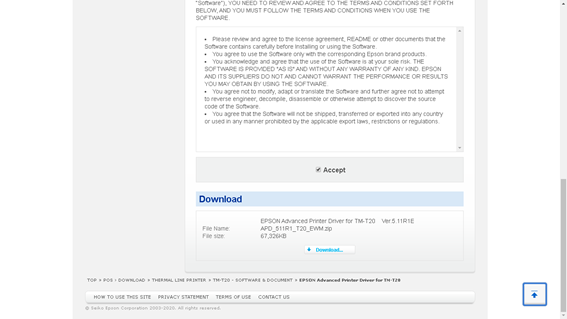 "Software"), YOU NEED TO REVIEW AND AGREE TO THE TERMS AND CONDITIONS SET FORTH
BELOW, AND YOU MUST FOLLOW THE TERMS AND CONDITIONS WHEN YOU USE THE
SOFTWARE.
• Please review and agree to the license agreement, README or other documents that the
Software contains carefully before installing or using the Software.
• You agree to use the Software only with the corresponding Epson brand products.
• You acknowledge and agree that the use of the Software is at your sole risk. THE
SOFTWARE IS PROVIDED "AS IS" AND WITHOUT ANY WARRANTY OF ANY KIND. EPSON
AND ITS SUPPLIERS DO NOT AND CANNOT WARRANT THE PERFORMANCE OR RESULTS
YOU MAY OBTAIN BY USING THE SOFTWARE.
• You agree not to modify, adapt or translate the Software and further agree not to attempt
to reverse engineer, decompile, disassemble or otherwise attempt to discover the source
code of the Software.
• You agree that the Software will not be shipped, transferred or exported into any country
or used in any manner prohibited by the applicable export laws, restrictions or regulations.
Accept
Download
EPSON Advanced Printer Driver for TM-T20 Ver.5 11R1E
File Name: APD_511R1_T20_EWM.zip
File size: 67,326KB
Download...
TOP > POS - DOWNLOAD > THERMAL LINE PRINTER > TM-T20 - SOFTWARE & DOCUMENT > EPSON Advanced Printer Driver for TM-T20
HOW TO USE THIS SITE PRIVACY STATEMENT TERMS OF USE CONTACT US
© Seiko Epson Corporation 2003-2020. All rights reserved.